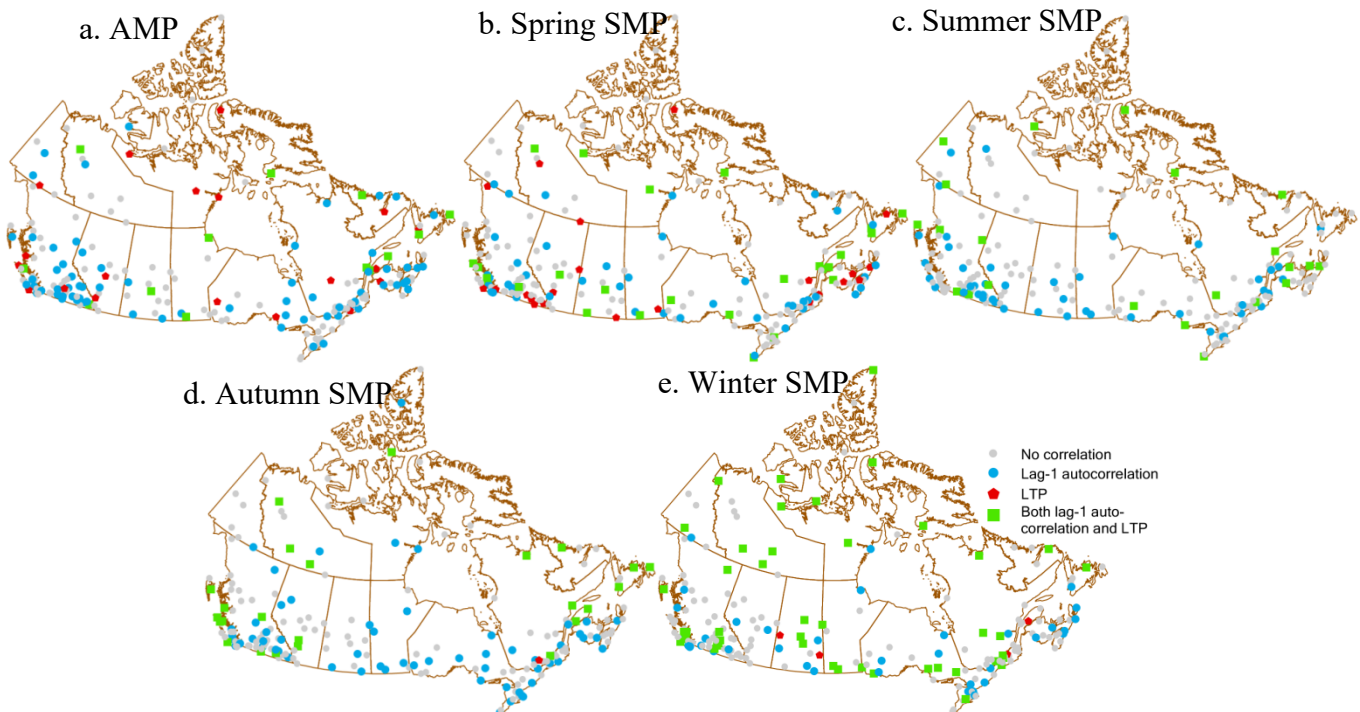 a. AMP
b. Spring SMP
c. Summer SMP
d. Autumn SMP
e. Winter SMP
No correlation
Lag-1 autocorrelation
LTP
Both lag-1 auto-
correlation and LTP